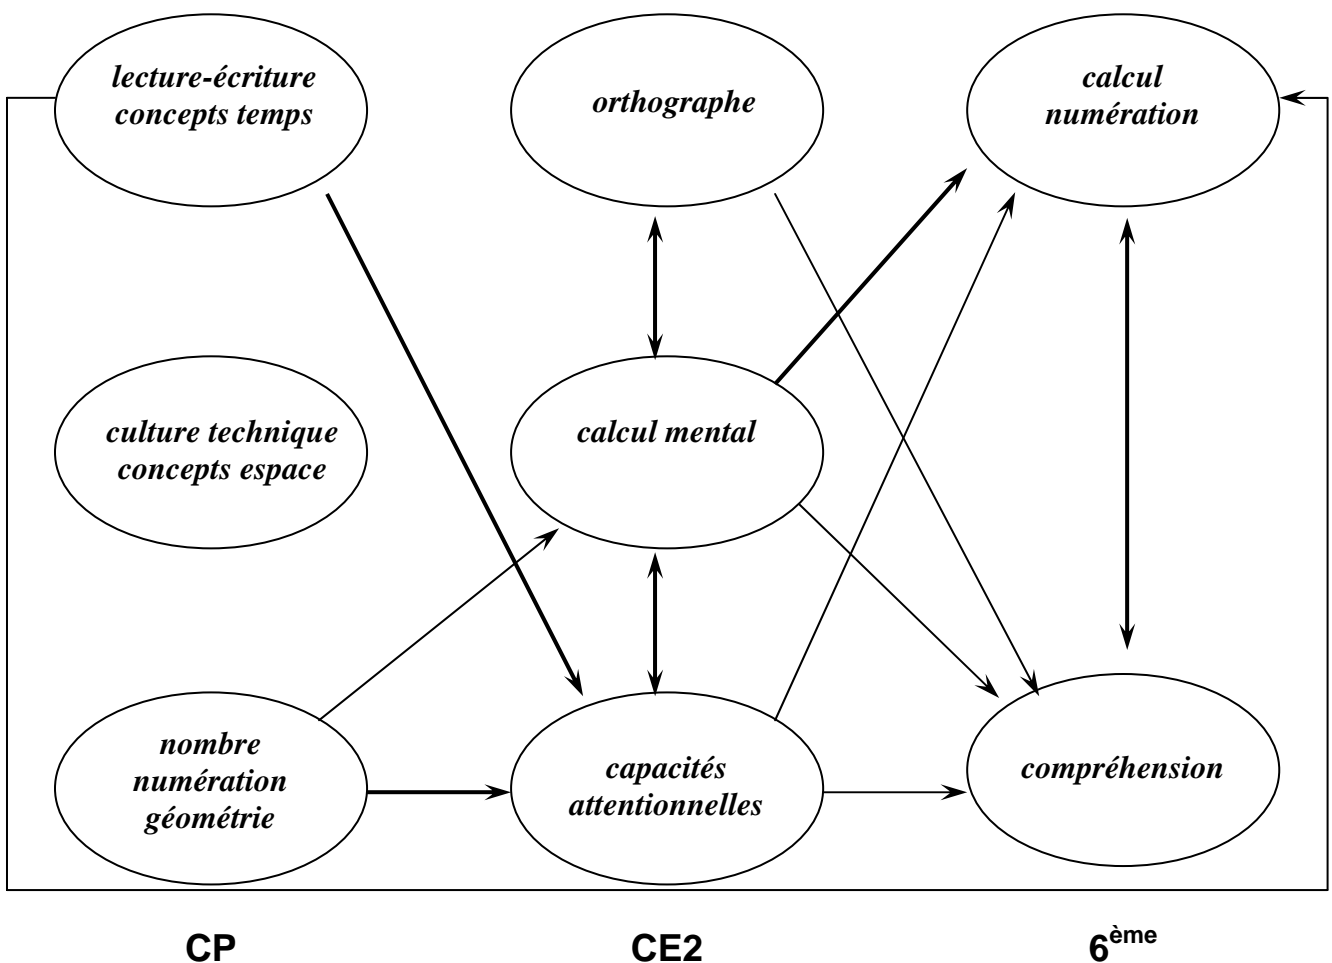 lecture-écriture
concepts temps
orthographe
calcul
numération
culture technique
concepts espace
calcul mental
nombre
numération
géométrie
capacités
attentionnelles
compréhension
CP
CE2
6ème